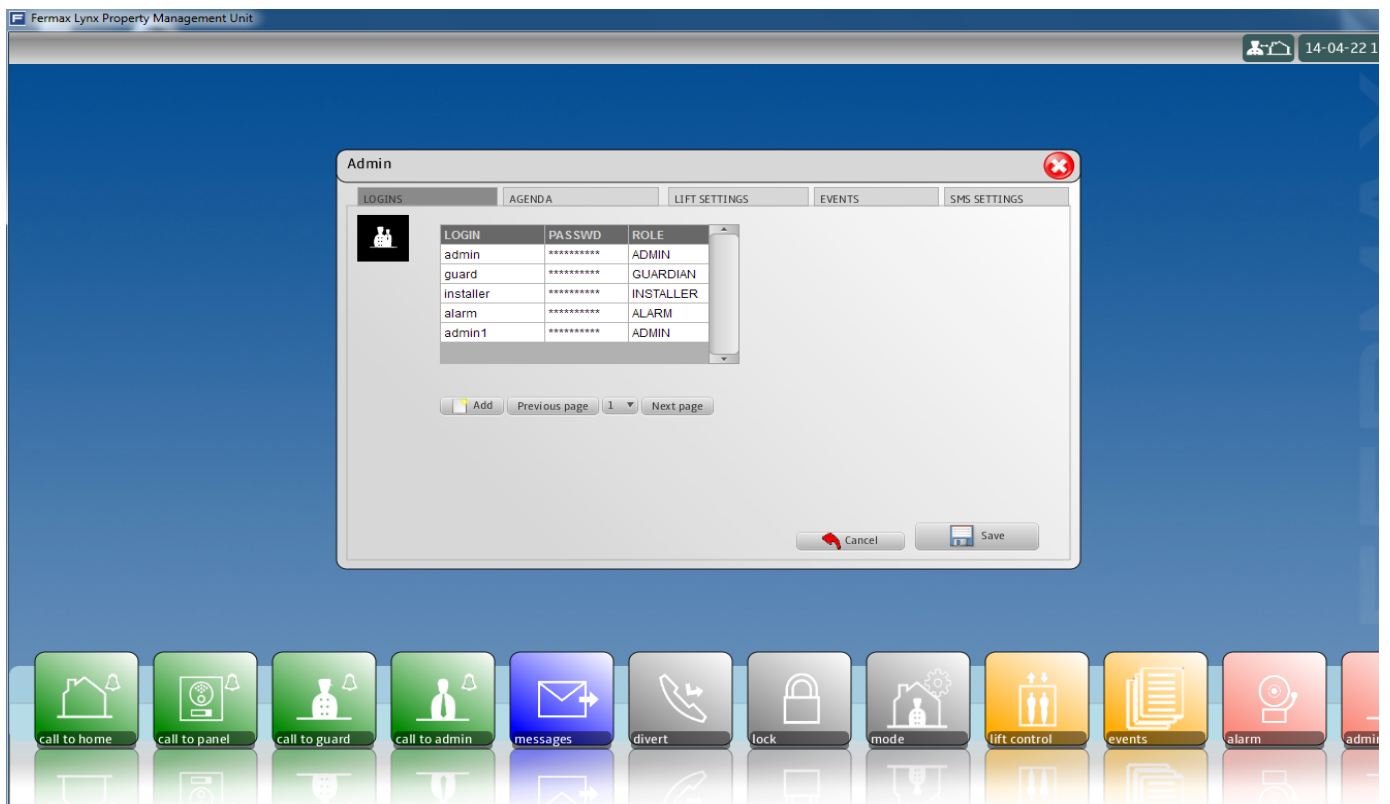 Fermax Lynx Property Management Unit
14-04-22 1
Admin
LOGINS AGENDA LIFT SETTINGS EVENTS SMS SETTINGS
LOGIN PASSWD ROLE
admin ********** ADMIN
guard ********** GUARDIAN
installer ********** INSTALLER
alarm ********** ALARM
admin1 ********** ADMIN
Add Previous page 1 Next page
Cancel Save
call to home call to panel call to guard call to admin messages divert lock mode lift control events alarm admin